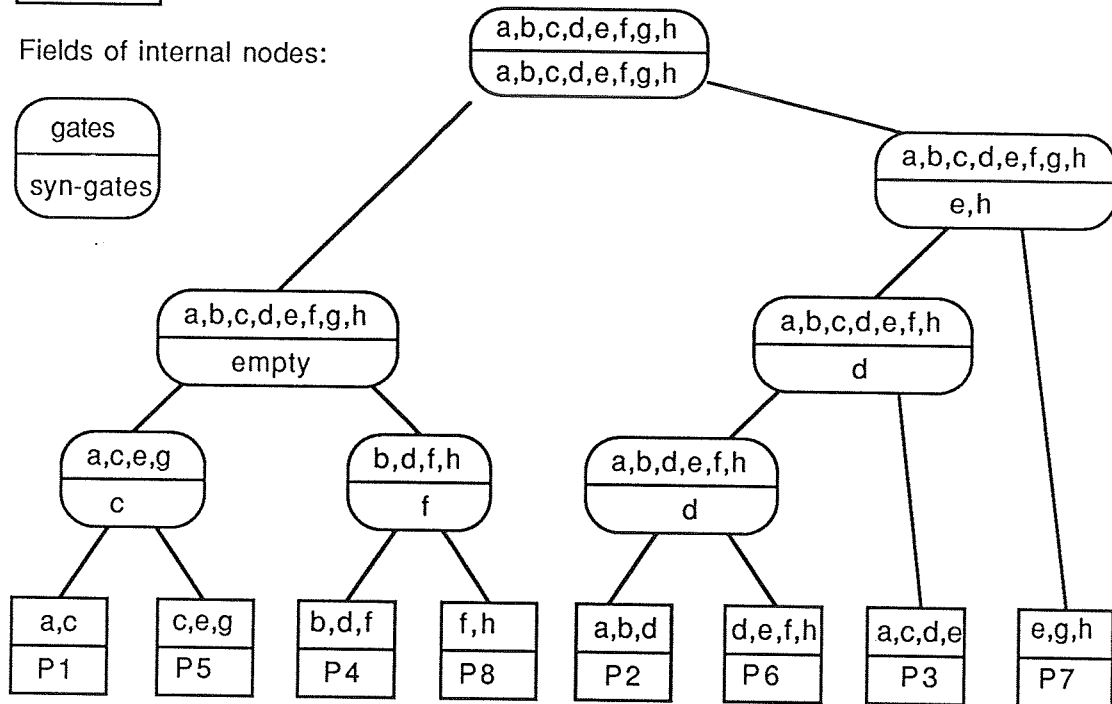 a,b,c,d,e,f,g,h
a,b,c,d,e,f,g,h
Fields of internal nodes:
gates
syn-gates
a,b,c,d,e,f,g,h
e,h
a,b,c,d,e,f,g,h
empty
a,b,c,d,e,f,h
d
a,c,e,g
c
b,d,f,h
f
a,b,d,e,f,h
d
a,c
P1
c,e,g
P5
b,d,f
P4
f,h
P8
a,b,d
P2
d,e,f,h
P6
a,c,d,e
P3
e,g,h
P7